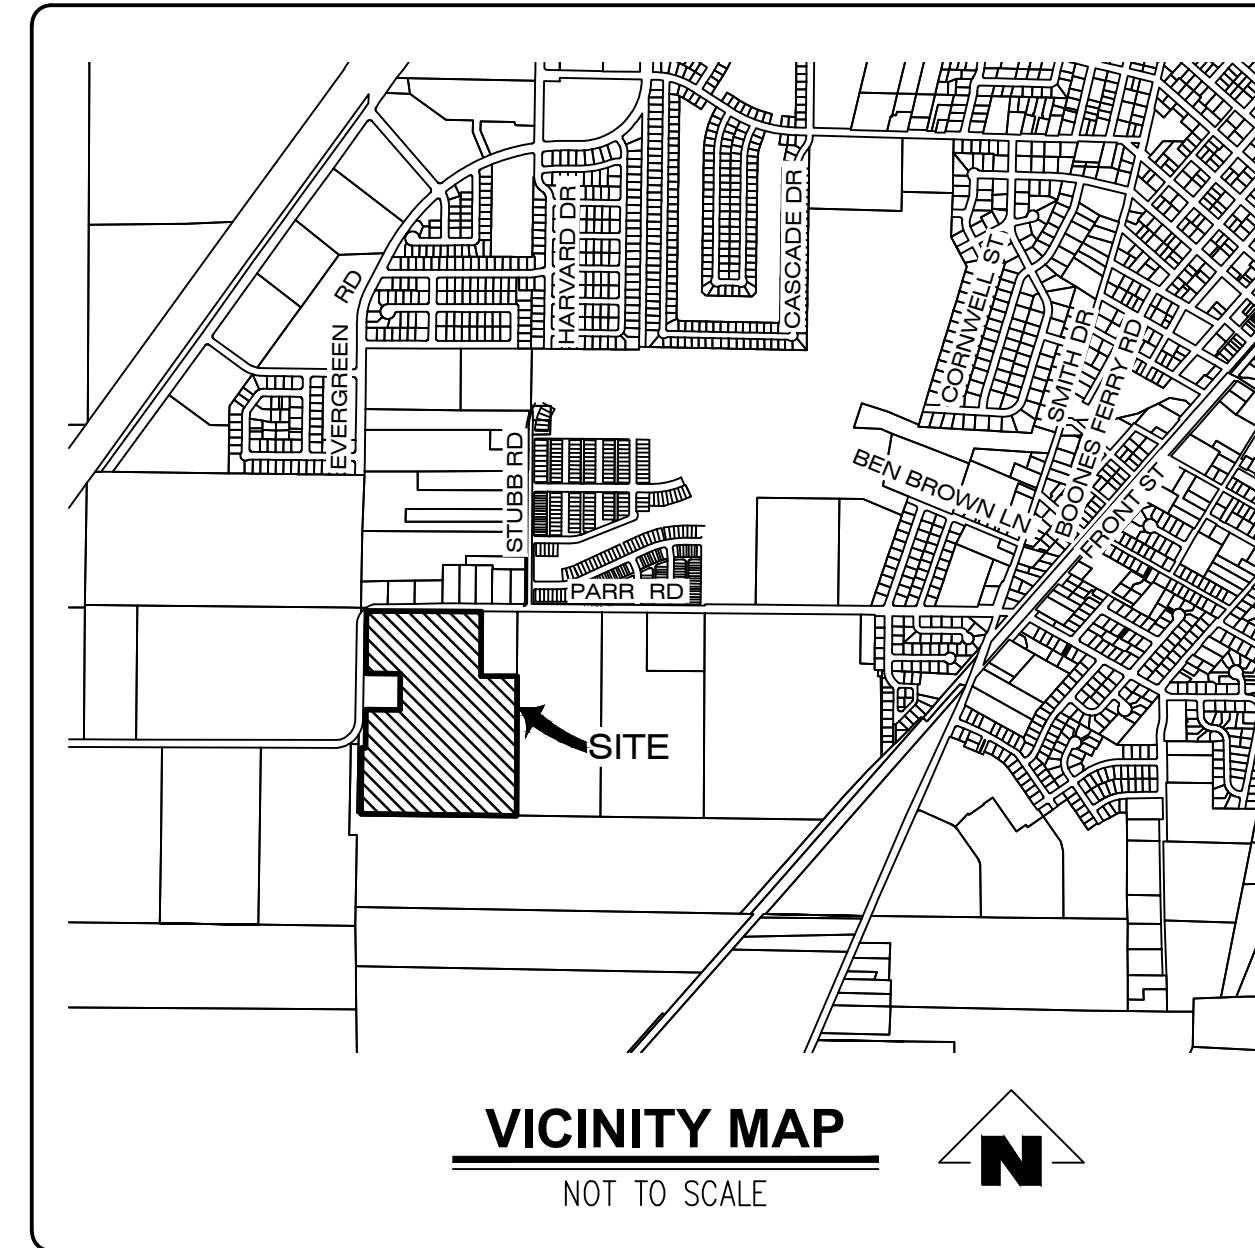 HARVARD DR
CASCADE DR
CORNWELL ST
EVERGREEN RD
SMITH DR
BOONES FERRY RD
STUBB RD
BEN BROWN LN
FRONT ST
PARR RD
SITE
VICINITY MAP
N
NOT TO SCALE